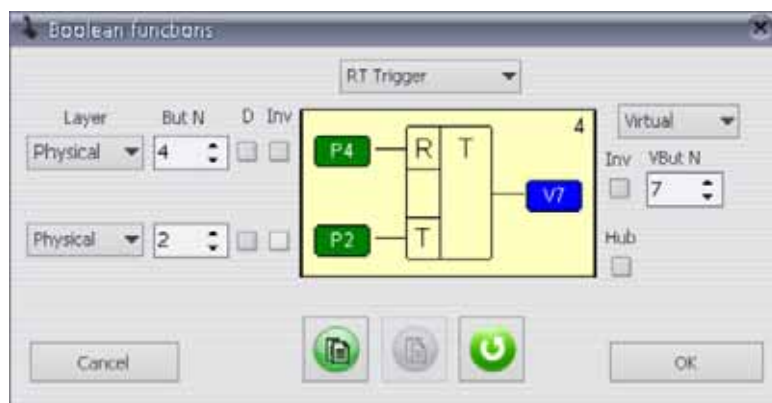 Boolean functions
RT Trigger
Layer But N D Inv
Physical 4
P4 R T 4
Virtual
Inv VBut N
V7 7
Physical 2
P2 T
Hub
Cancel OK